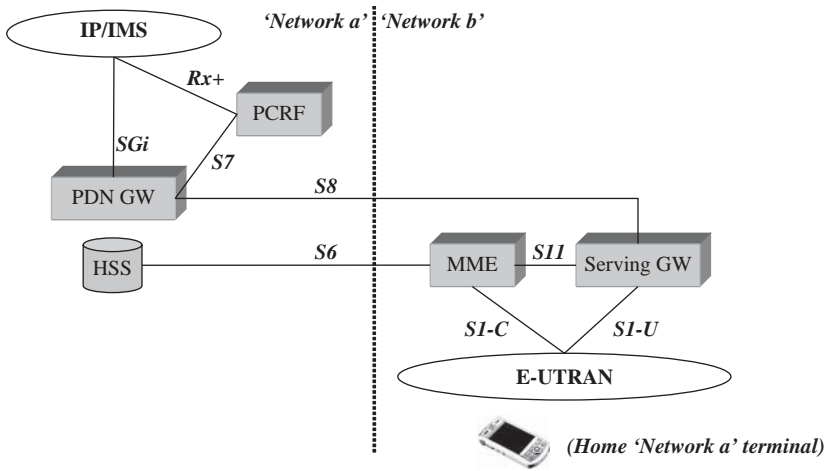 IP/IMS
‘Network a’
‘Network b’
Rx+
PCRF
SGi
S7
PDN GW
S8
HSS
S6
MME
S11
Serving GW
S1-C
S1-U
E-UTRAN
(Home ‘Network a’ terminal)